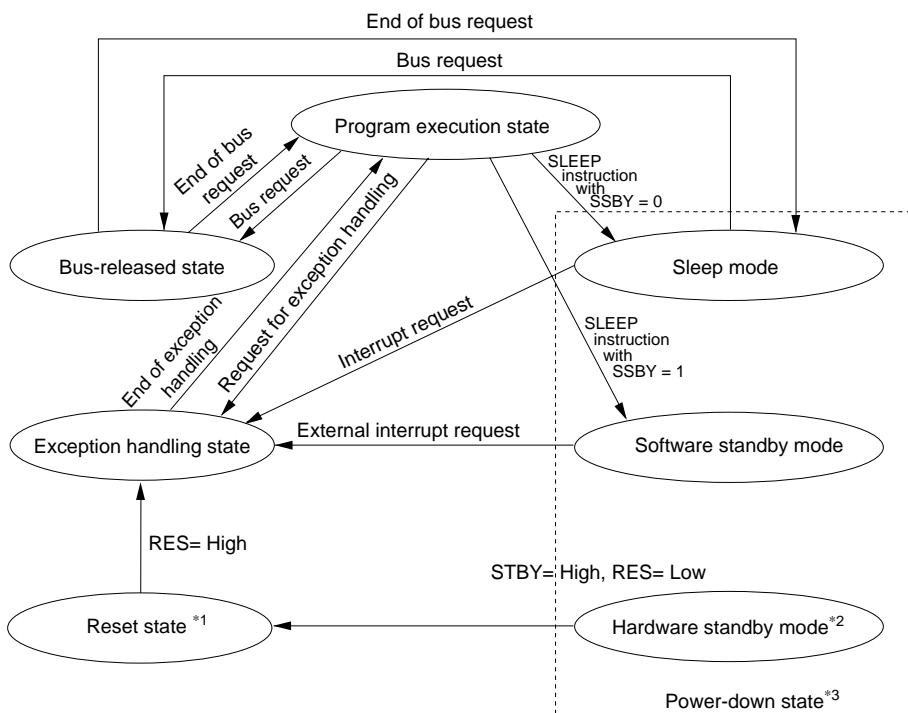 End of bus request
Bus request
Program execution state
End of bus
request
Bus request
SLEEP
instruction
with
SSBY = 0
Bus-released state
Sleep mode
End of exception
handling
Request for exception handling
Interrupt request
SLEEP
instruction
with
SSBY = 1
Exception handling state
External interrupt request
Software standby mode
RES= High
STBY= High, RES= Low
Reset state *1
Hardware standby mode*2
Power-down state*3